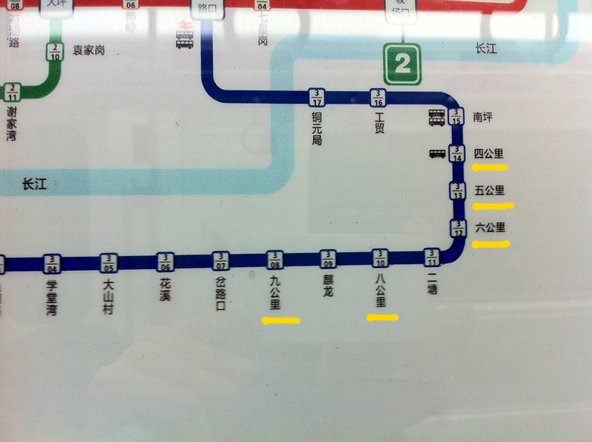 08
大坪
06
路口
04
七星岗
2
长江
2
10
袁家岗
2
11
谢家湾
3
17
铜元局
3
16
工贸
3
15
南坪
3
14
四公里
3
13
五公里
3
12
六公里
长江
3
04
学堂湾
3
05
大山村
3
06
花溪
3
07
岔路口
3
08
九公里
3
09
麒龙
3
10
八公里
3
11
二塘